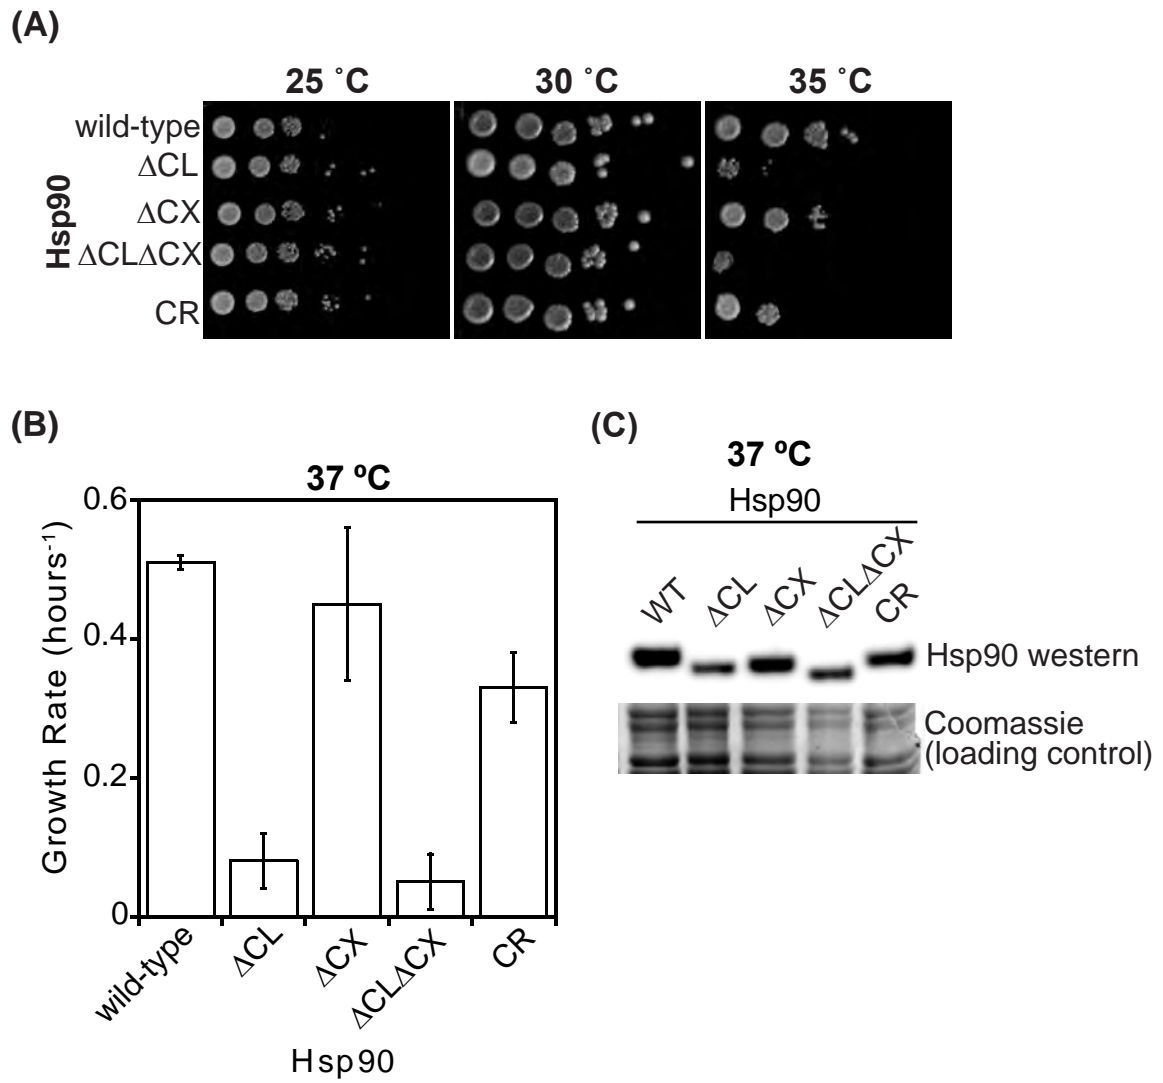 (A)
25 ˚C
30 ˚C
35 ˚C
Hsp90
wild-type
ΔCL
ΔCX
ΔCLΔCX
CR
(B)
37 ºC
Growth Rate (hours-1)
0.6
0.4
0.2
0
wild-type
ΔCL
ΔCX
ΔCLΔCX
CR
Hsp90
(C)
37 ºC
Hsp90
WT
ΔCL
ΔCX
ΔCLΔCX
CR
Hsp90 western
Coomassie
(loading control)